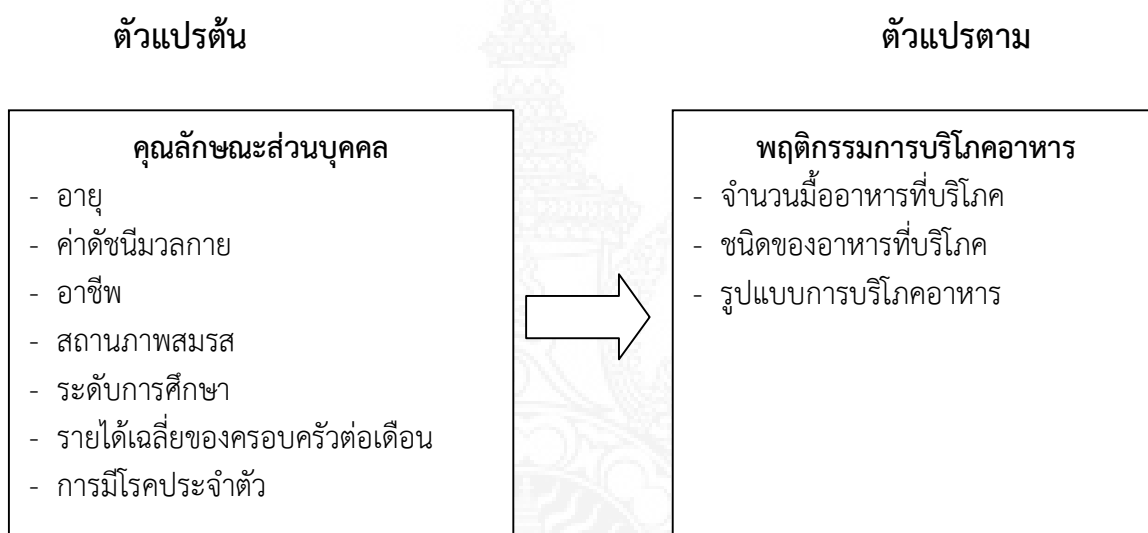 ตัวแปรต้น
ตัวแปรตาม
คุณลักษณะส่วนบุคคล
- อายุ
- ค่าดัชนีมวลกาย
- อาชีพ
- สถานภาพสมรส
- ระดับการศึกษา
- รายได้เฉลี่ยของครอบครัวต่อเดือน
- การมีโรคประจำตัว
พฤติกรรมการบริโภคอาหาร
- จำนวนมื้ออาหารที่บริโภค
- ชนิดของอาหารที่บริโภค
- รูปแบบการบริโภคอาหาร